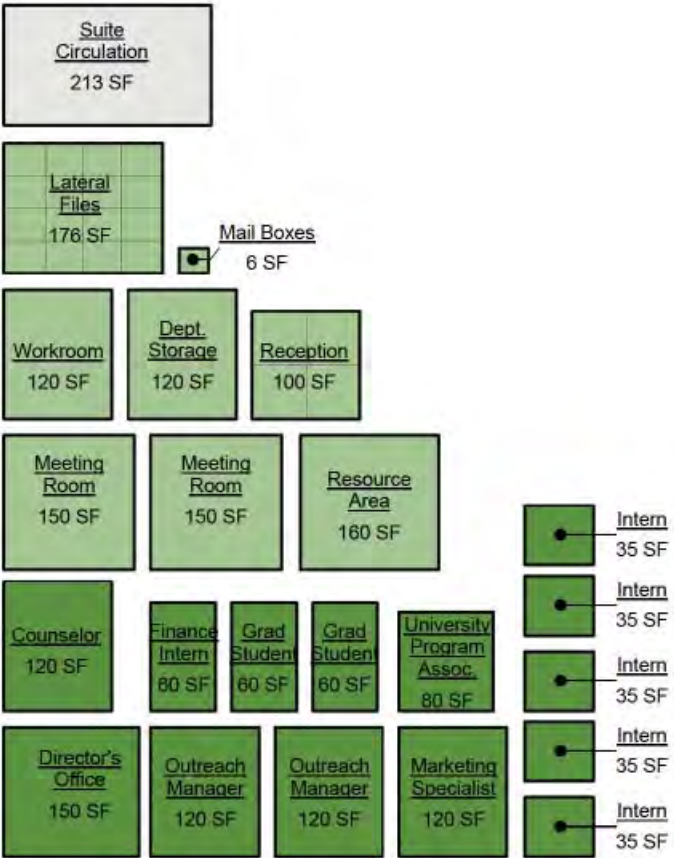 Suite
Circulation
213 SF
Lateral
Files
176 SF
Mail Boxes
6 SF
Workroom
120 SF
Dept.
Storage
120 SF
Reception
100 SF
Meeting
Room
150 SF
Meeting
Room
150 SF
Resource
Area
160 SF
Counselor
120 SF
Finance
Intern
60 SF
Grad
Student
60 SF
Grad
Student
60 SF
University
Program
Assoc.
80 SF
Director's
Office
150 SF
Outreach
Manager
120 SF
Outreach
Manager
120 SF
Marketing
Specialist
120 SF
Intern
35 SF
Intern
35 SF
Intern
35 SF
Intern
35 SF
Intern
35 SF